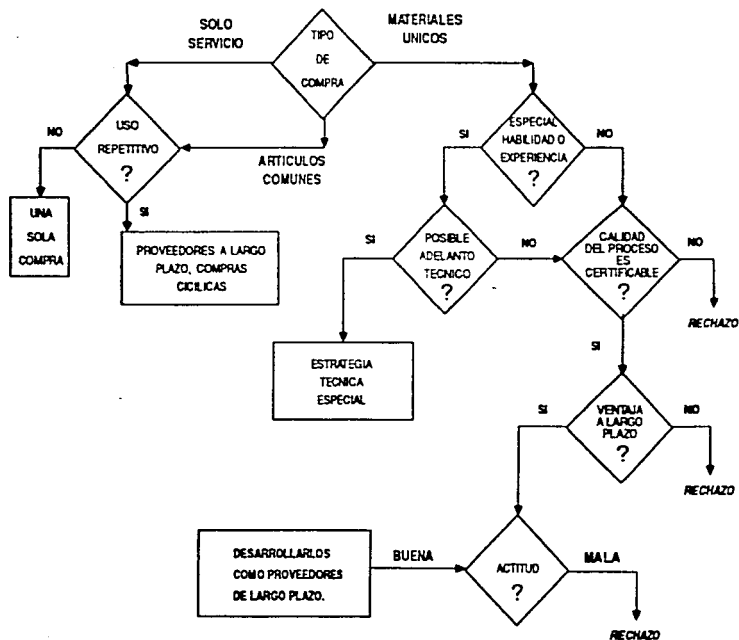 SOLO
SERVICIO
TIPO
DE
COMPRA
MATERIALES
UNICOS
USO
REPETITIVO
?
NO
ARTICULOS
COMUNES
SI
UNA
SOLA
COMPRA
PROVEEDORES A LARGO
PLAZO, COMPRAS
CICILICAS
ESPECIAL
HABILIDAD O
EXPERIENCIA
?
SI
NO
POSIBLE
ADELANTO
TECNICO
?
SI
NO
CALIDAD
DEL PROCESO
ES
CERTIFICABLE
?
NO
RECHAZO
ESTRATEGIA
TECNICA
ESPECIAL
SI
VENTAJA
A LARGO
PLAZO
?
SI
NO
RECHAZO
DESARROLLARLOS
COMO PROVEEDORES
DE LARGO PLAZO.
BUENA
ACTITUD
?
MALA
RECHAZO